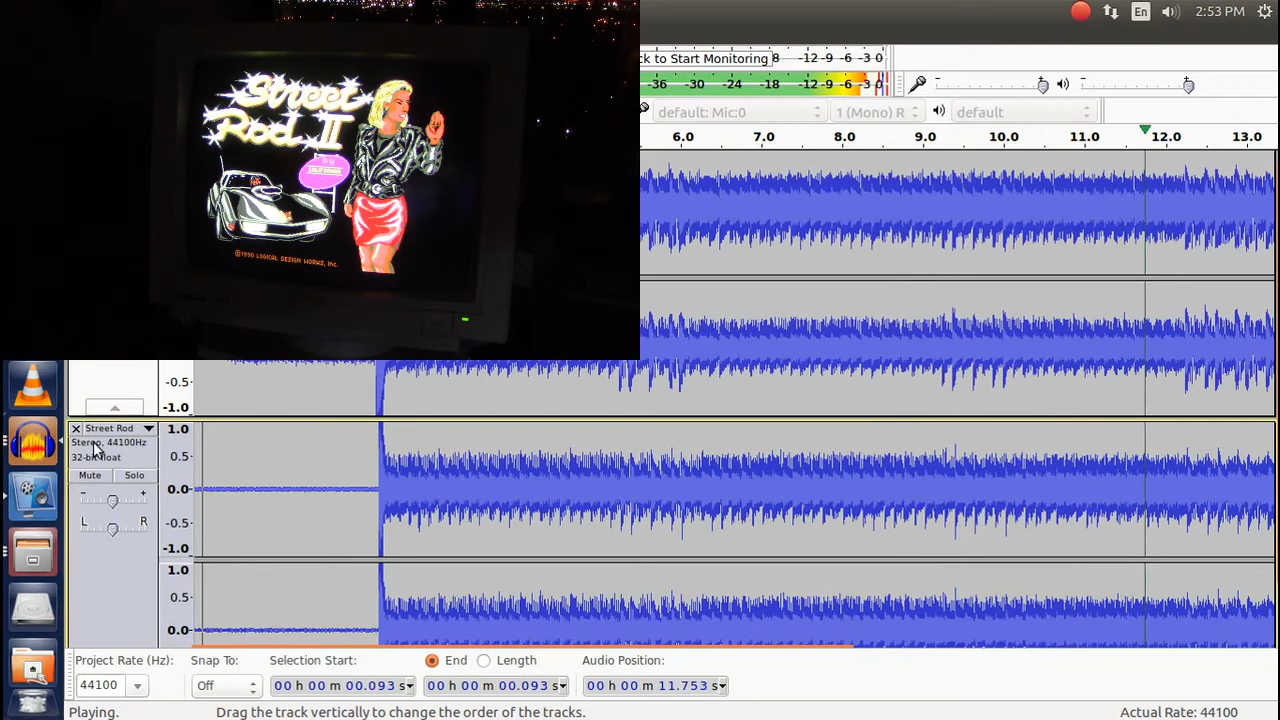 En
2:53 PM
ck to Start Monitoring 8 -12 -9 -6 -3 0
-36 -30 -24 -18 -12 -9 -6 -3 0
- +
- +
default: Mic:0
1 (Mono) R
default
6.0 7.0 8.0 9.0 10.0 11.0 12.0 13.0
Street
Rod II
by
CALIFORNIA
©1990 LOGICAL DESIGN WORKS, Inc.
-0.5
-1.0
Street Rod
Stereo, 44100Hz
32-bit float
Mute Solo
- +
L R
1.0
0.5
0.0
-0.5
-1.0
1.0
0.5
0.0
Project Rate (Hz):
Snap To:
Selection Start:
End
Length
Audio Position:
44100
Off
00 h 00 m 00.093 s
00 h 00 m 00.093 s
00 h 00 m 11.753 s
Playing.
Drag the track vertically to change the order of the tracks.
Actual Rate: 44100